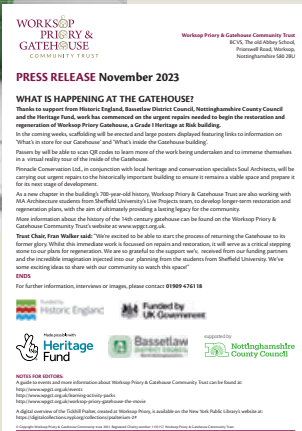 WORKSOP
PRIORY &
GATEHOUSE
COMMUNITY TRUST
Worksop Priory & Gatehouse Community Trust
BCVS, The old Abbey School,
Priorwell Road, Worksop,
Nottinghamshire S80 2BU
PRESS RELEASE November 2023
WHAT IS HAPPENING AT THE GATEHOUSE?
Thanks to support from Historic England, Bassetlaw District Council, Nottinghamshire County Council
and the Heritage Fund, work has commenced on the urgent repairs needed to begin the restoration and
regeneration of Worksop Priory Gatehouse, a Grade I Heritage at Risk building.
In the coming weeks, scaffolding will be erected and large posters displayed featuring links to information on
'What's in store for our Gatehouse' and 'What's inside the Gatehouse building'.
Passers by will be able to scan QR codes to learn more of the work being undertaken and to immerse themselves
in a virtual reality tour of the inside of the Gatehouse.
Pinnacle Conservation Ltd., in conjunction with local heritage and conservation specialists Soul Architects, will be
carrying out urgent repairs to the historically important building to ensure it remains a viable space and prepare it
for its next stage of development.
As a new chapter in the building's 700-year-old history, Worksop Priory & Gatehouse Trust are also working with
MA Architecture students from Sheffield University's Live Projects team, to develop longer-term restoration and
regeneration plans, with the aim of ultimately providing a lasting legacy for the community.
More information about the history of the 14th century gatehouse can be found on the Worksop Priory &
Gatehouse Community Trust's website at www.wpgct.org.uk.
Trust Chair, Fran Walker said: "We're excited to be able to start the process of returning the Gatehouse to its
former glory. Whilst this immediate work is focused on repairs and restoration, it will serve as a critical stepping
stone to our plans for regeneration. We are so grateful to the support we've received from our funding partners
and the incredible imagination injected into our planning from the students from Sheffield University. We've
some exciting ideas to share with our community so watch this space!"
ENDS
For further information, interviews or images, please contact 01909 476118
Funded by
Historic England
Funded by
UK Government
Made possible with
Heritage
Fund
Bassetlaw
DISTRICT COUNCIL
supported by
Nottinghamshire
County Council
NOTES FOR EDITORS:
A guide to events and more information about Worksop Priory & Gatehouse Community Trust can be found at:
http://www.wpgct.org.uk/events
http://www.wpgct.org.uk/learning-activity-packs
http://www.wpgct.org.uk/worksop-priory-gatehouse-the-movie
A digital overview of the Tickhill Psalter, created at Worksop Priory, is available on the New York Public Library's website at:
https://digitalcollections.nypl.org/collections/psalterium-2#